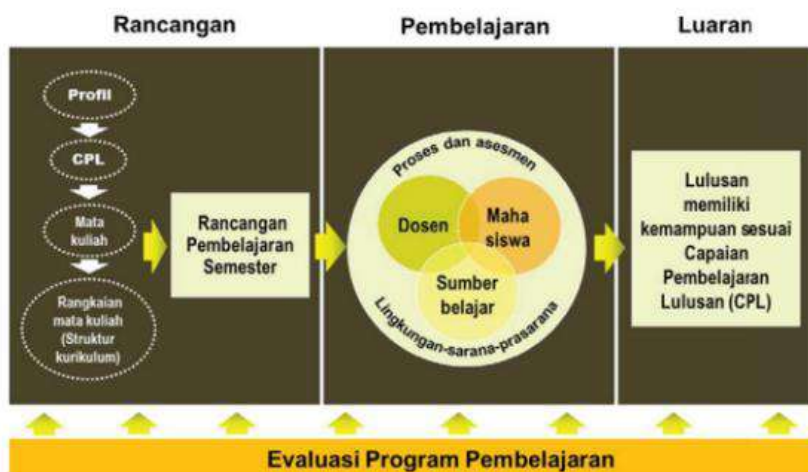 Rancangan
Pembelajaran
Luaran
Profil
CPL
Mata
kuliah
Rangkaian
mata kuliah
(Struktur
kurikulum)
Rancangan
Pembelajaran
Semester
Proses dan asesmen
Dosen
Maha
siswa
Sumber
belajar
Lingkungan-sarana-prasarana
Lulusan
memiliki
kemampuan sesuai
Capaian
Pembelajaran
Lulusan (CPL)
Evaluasi Program Pembelajaran